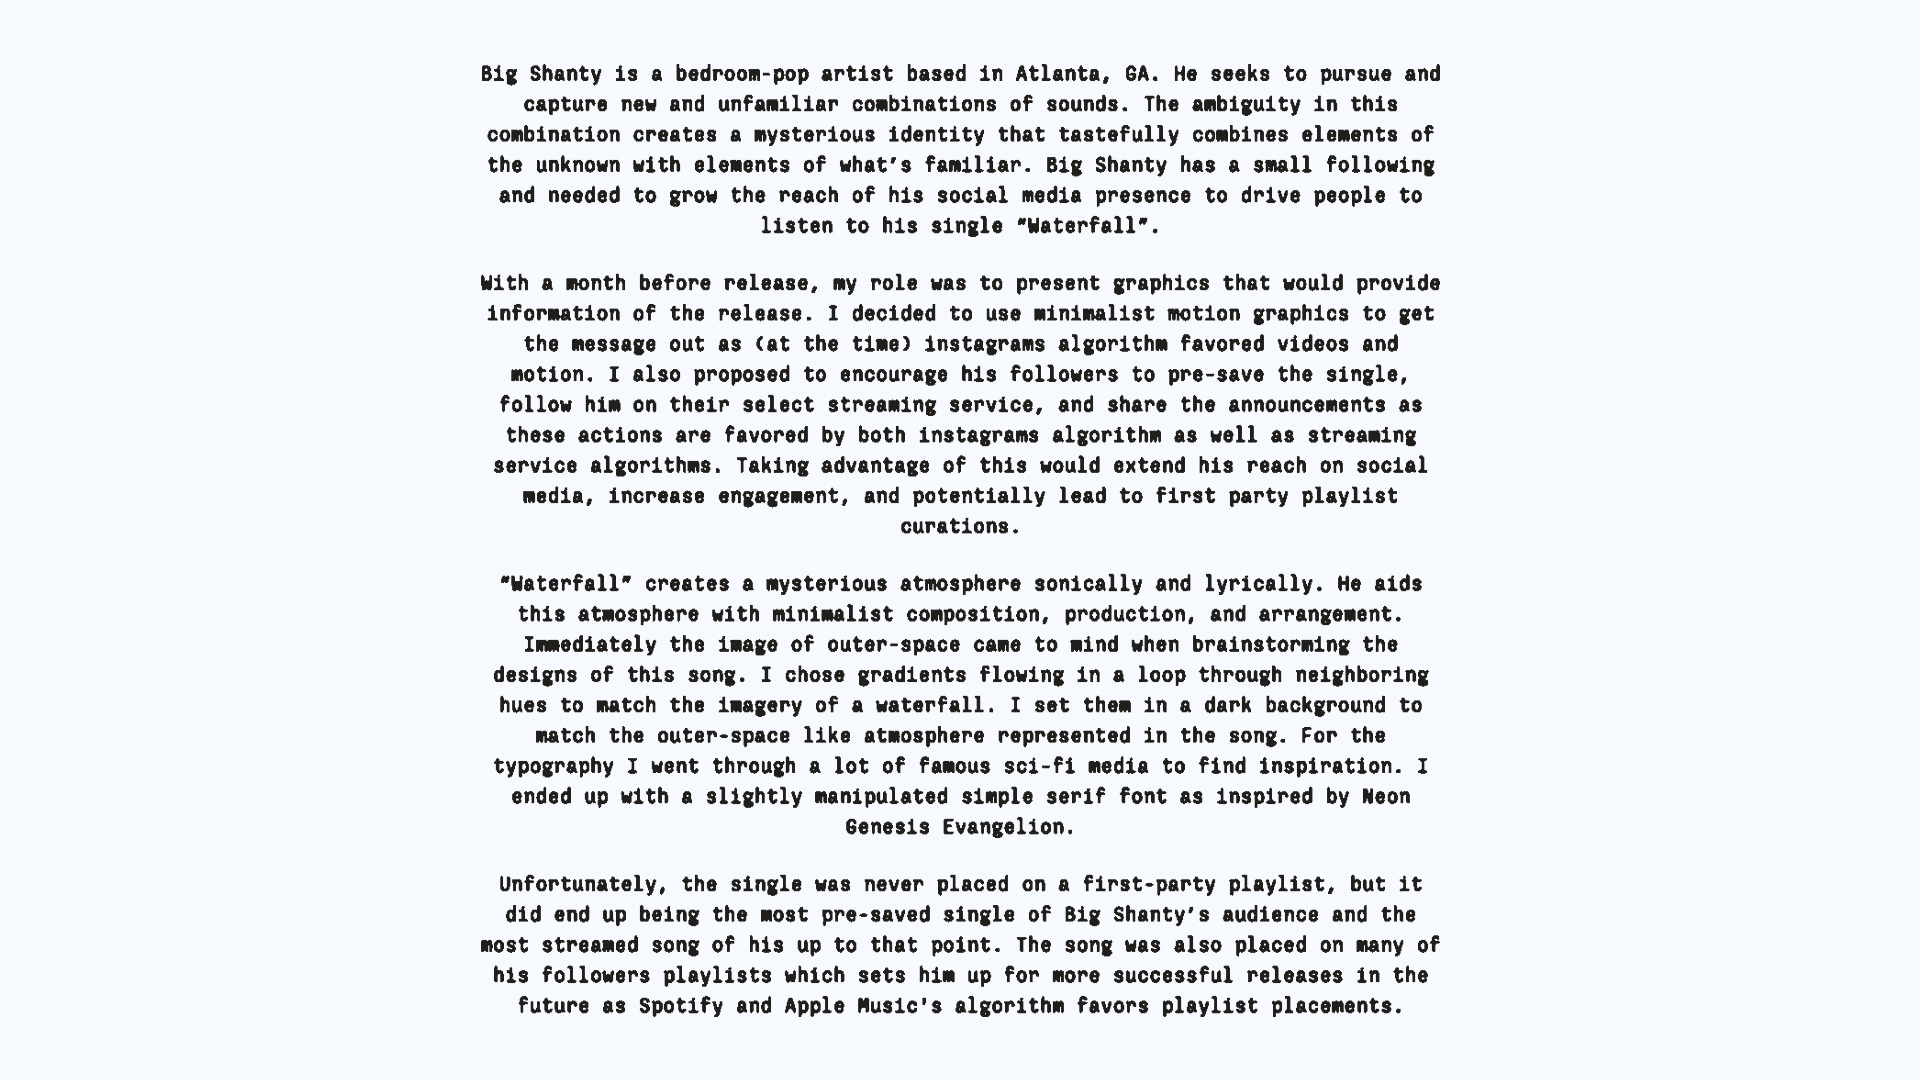 Big Shanty is a bedroom-pop artist based in Atlanta, GA. He seeks to pursue and
capture new and unfamiliar combinations of sounds. The ambiguity in this
combination creates a mysterious identity that tastefully combines elements of
the unknown with elements of what’s familiar. Big Shanty has a small following
and needed to grow the reach of his social media presence to drive people to
listen to his single “Waterfall”.
With a month before release, my role was to present graphics that would provide
information of the release. I decided to use minimalist motion graphics to get
the message out as (at the time) instagrams algorithm favored videos and
motion. I also proposed to encourage his followers to pre-save the single,
follow him on their select streaming service, and share the announcements as
these actions are favored by both instagrams algorithm as well as streaming
service algorithms. Taking advantage of this would extend his reach on social
media, increase engagement, and potentially lead to first party playlist
curations.
“Waterfall” creates a mysterious atmosphere sonically and lyrically. He aids
this atmosphere with minimalist composition, production, and arrangement.
Immediately the image of outer-space came to mind when brainstorming the
designs of this song. I chose gradients flowing in a loop through neighboring
hues to match the imagery of a waterfall. I set them in a dark background to
match the outer-space like atmosphere represented in the song. For the
typography I went through a lot of famous sci-fi media to find inspiration. I
ended up with a slightly manipulated simple serif font as inspired by Neon
Genesis Evangelion.
Unfortunately, the single was never placed on a first-party playlist, but it
did end up being the most pre-saved single of Big Shanty’s audience and the
most streamed song of his up to that point. The song was also placed on many of
his followers playlists which sets him up for more successful releases in the
future as Spotify and Apple Music's algorithm favors playlist placements.